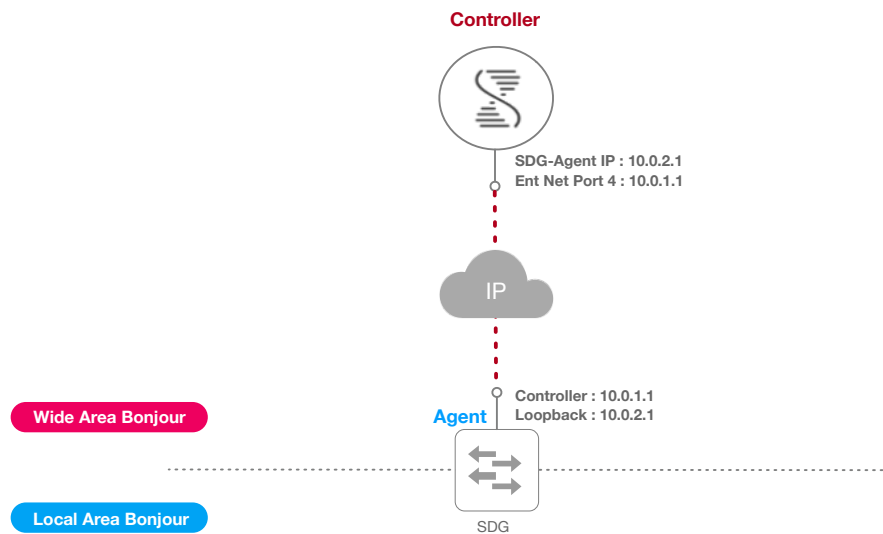 Controller
SDG-Agent IP : 10.0.2.1
Ent Net Port 4 : 10.0.1.1
IP
Controller : 10.0.1.1
Loopback : 10.0.2.1
Wide Area Bonjour
Agent
Local Area Bonjour
SDG